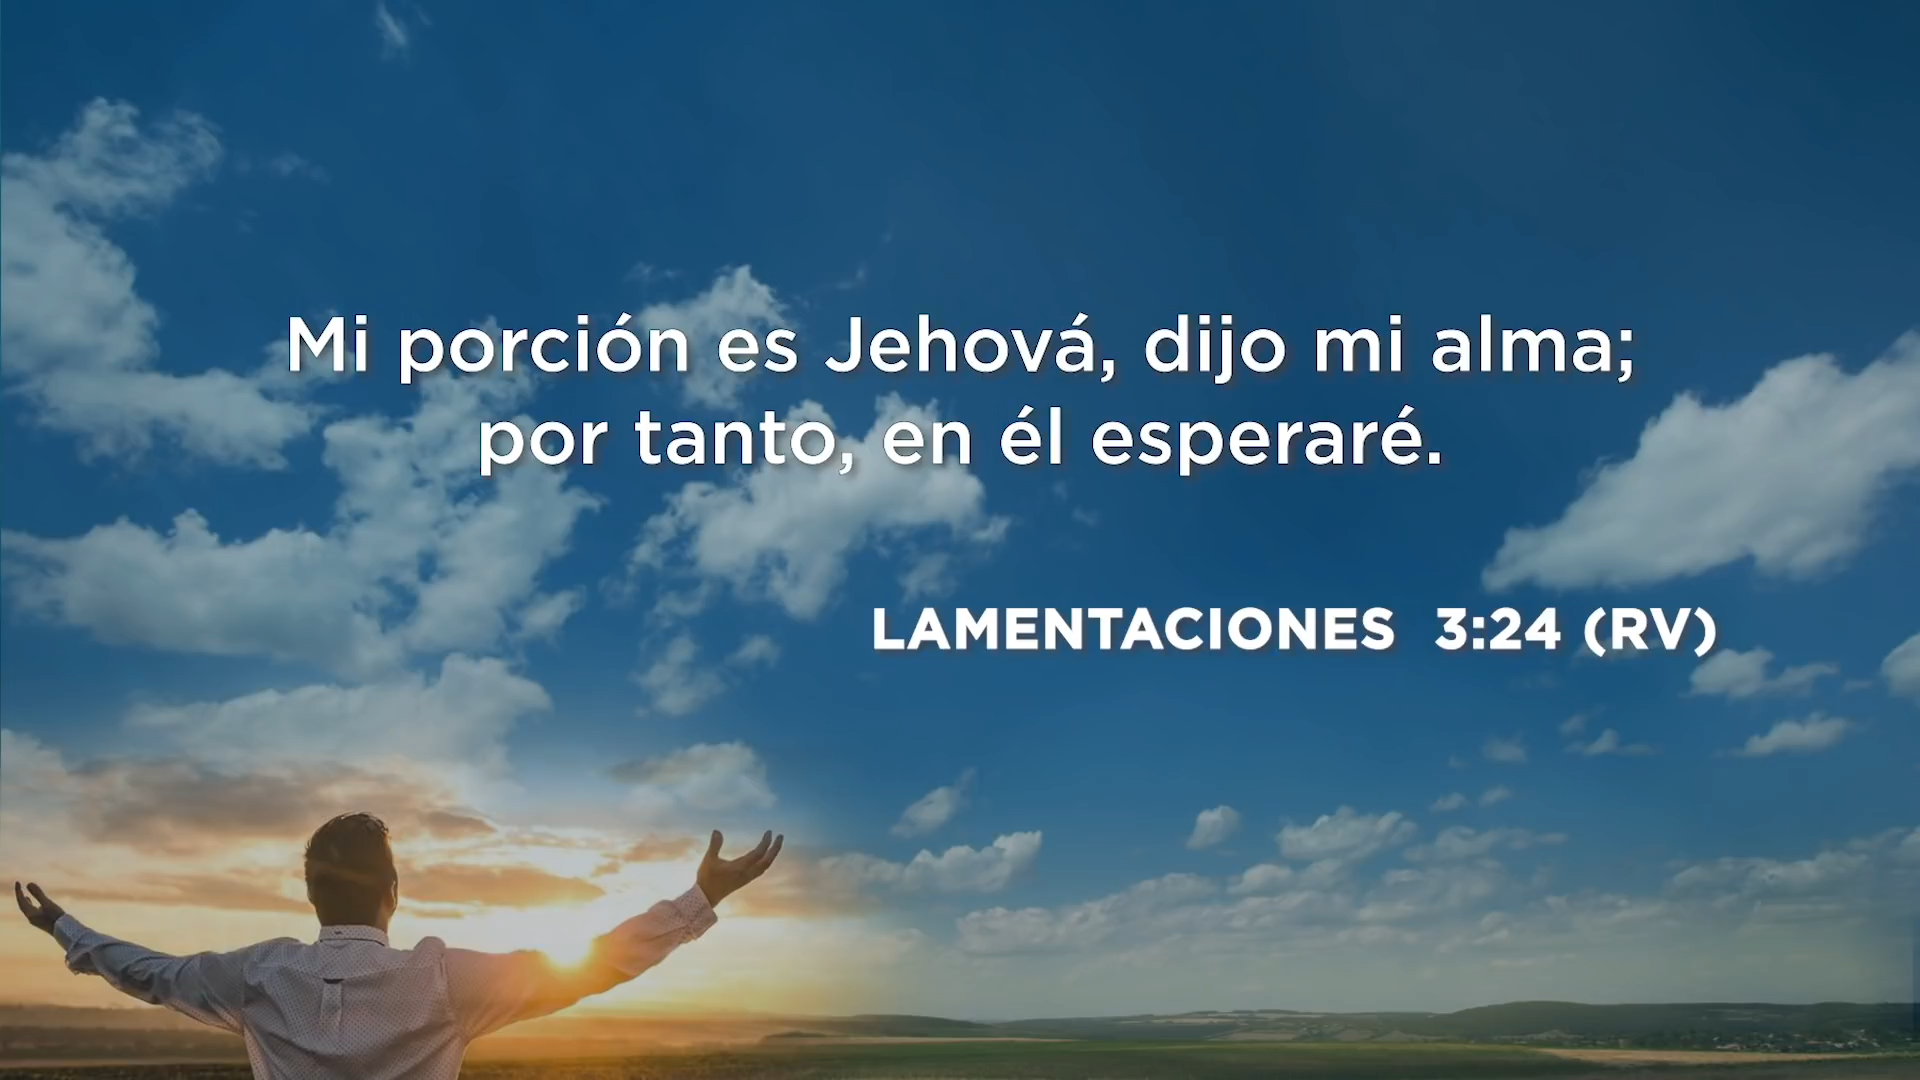 Mi porción es Jehová, dijo mi alma;
por tanto, en él esperaré.
LAMENTACIONES 3:24 (RV)